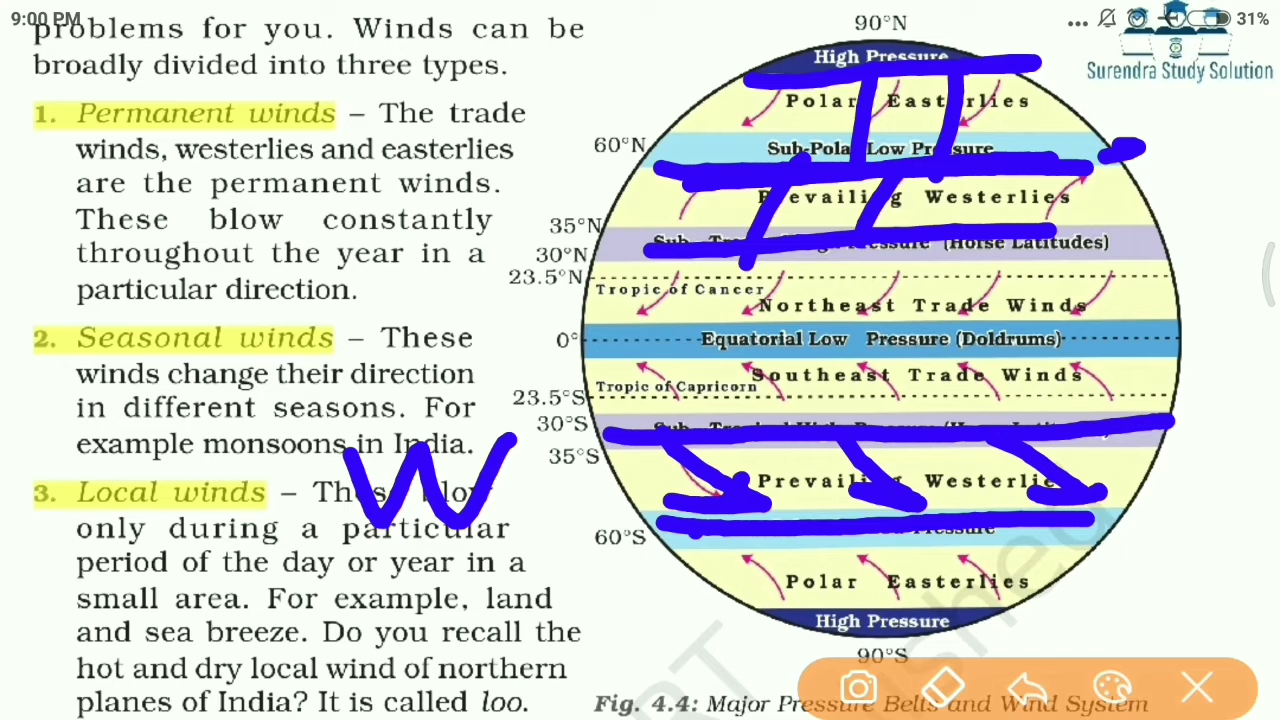 9:00 PM
31%
Surendra Study Solution
problems for you. Winds can be
broadly divided into three types.
1. Permanent winds – The trade
winds, westerlies and easterlies
are the permanent winds.
These blow constantly
throughout the year in a
particular direction.
2. Seasonal winds – These
winds change their direction
in different seasons. For
example monsoons in India.
3. Local winds – These blow
only during a particular
period of the day or year in a
small area. For example, land
and sea breeze. Do you recall the
hot and dry local wind of northern
planes of India? It is called loo.
W
90°N
High Pressure
Polar Easterlies
60°N
Sub-Polar Low Pressure
Prevailing Westerlies
35°N
Pressure (Horse Latitudes)
30°N
23.5°N
Tropic of Cancer
Northeast Trade Winds
0°
Equatorial Low Pressure (Doldrums)
Southeast Trade Winds
Tropic of Capricorn
23.5°S
30°S
35°S
Prevailing Westerlies
60°S
Pressure
Polar Easterlies
High Pressure
90°S
Fig. 4.4: Major Pressure Belts and Wind System